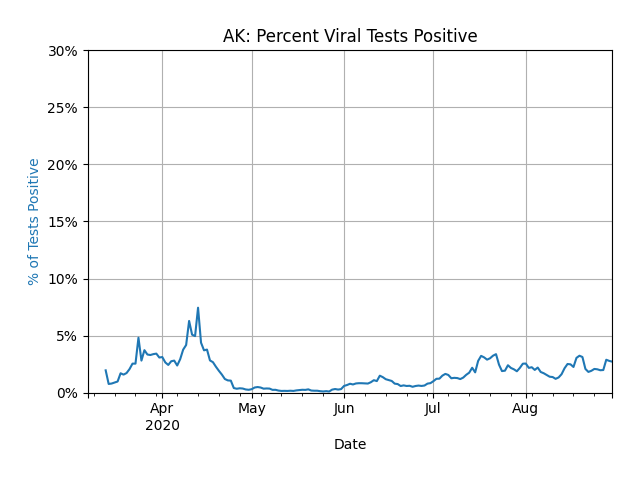 AK: Percent Viral Tests Positive
30%
25%
20%
15%
10%
5%
0%
% of Tests Positive
Apr
2020
May
Jun
Jul
Aug
Date